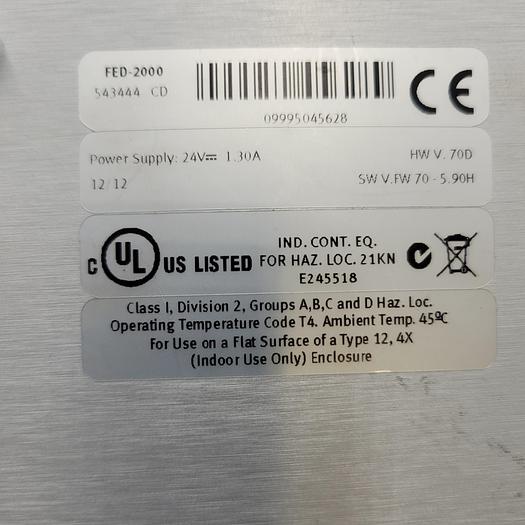 FED-2000
543444 CD
09995045628
CE
Power Supply: 24V⎓ 1.30A
HW V. 70D
12/12
SW V.FW 70 - 5.90H
C UL US LISTED
IND. CONT. EQ.
FOR HAZ. LOC. 21KN
E245518
Class I, Division 2, Groups A,B,C and D Haz. Loc.
Operating Temperature Code T4. Ambient Temp. 45ºC
For Use on a Flat Surface of a Type 12, 4X
(Indoor Use Only) Enclosure